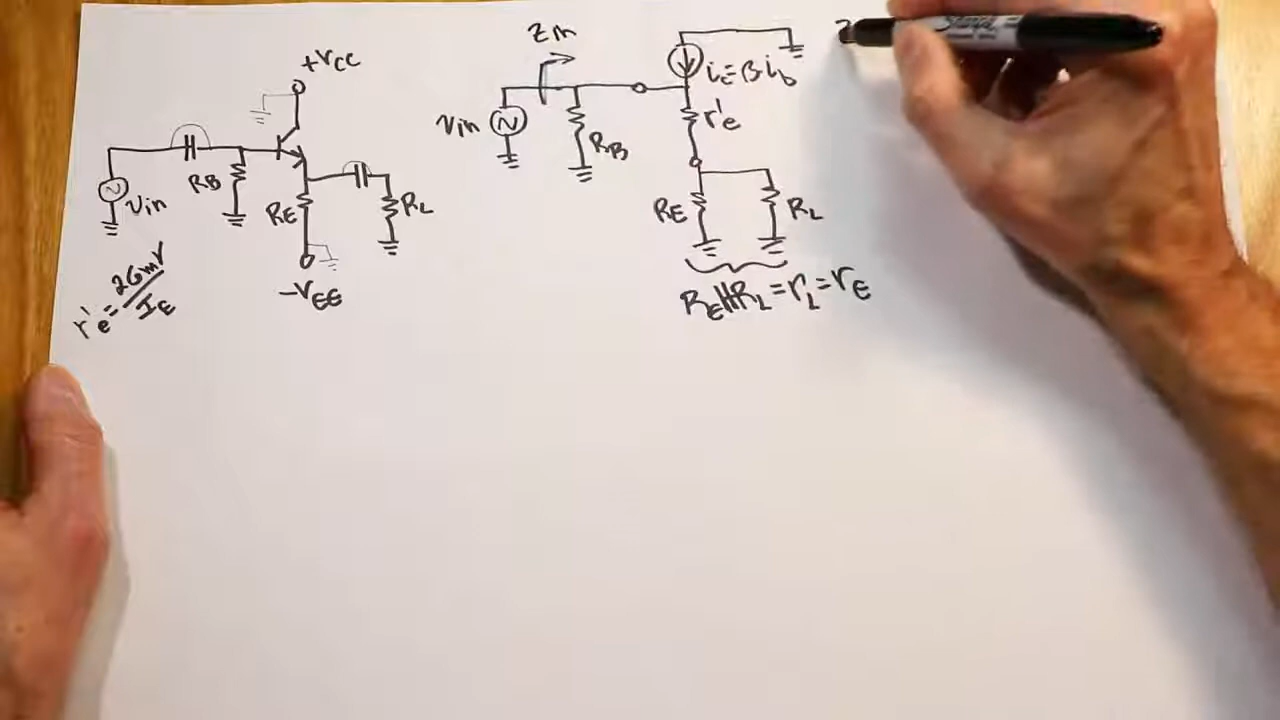 +VCC
Vin
RB
RE
RL
-VEE
r'e = 26mV / IE
Zin
Vin
RB
ic=βib
r'e
RE
RL
RE||RL=rL=rE
Sharpie